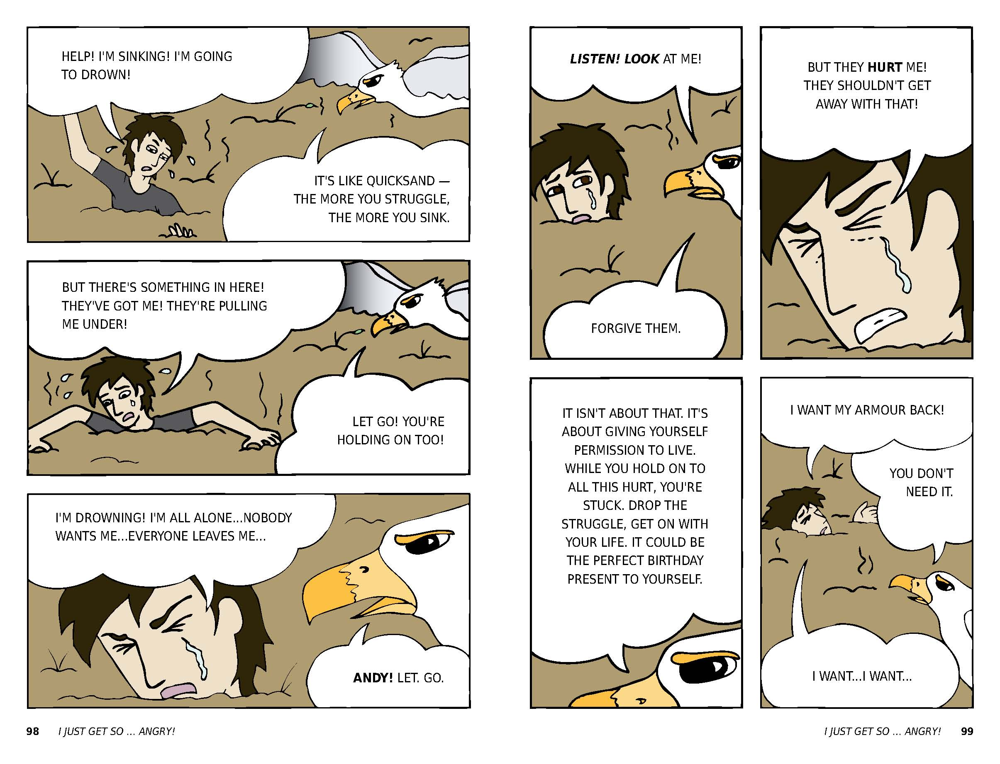 HELP! I'M SINKING! I'M GOING
TO DROWN!
IT'S LIKE QUICKSAND —
THE MORE YOU STRUGGLE,
THE MORE YOU SINK.
BUT THERE'S SOMETHING IN HERE!
THEY'VE GOT ME! THEY'RE PULLING
ME UNDER!
LET GO! YOU'RE
HOLDING ON TOO!
I'M DROWNING! I'M ALL ALONE...NOBODY
WANTS ME...EVERYONE LEAVES ME...
ANDY! LET. GO.
98 I JUST GET SO ... ANGRY!
LISTEN! LOOK AT ME!
FORGIVE THEM.
BUT THEY HURT ME!
THEY SHOULDN'T GET
AWAY WITH THAT!
IT ISN'T ABOUT THAT. IT'S
ABOUT GIVING YOURSELF
PERMISSION TO LIVE.
WHILE YOU HOLD ON TO
ALL THIS HURT, YOU'RE
STUCK. DROP THE
STRUGGLE, GET ON WITH
YOUR LIFE. IT COULD BE
THE PERFECT BIRTHDAY
PRESENT TO YOURSELF.
I WANT MY ARMOUR BACK!
YOU DON'T
NEED IT.
I WANT...I WANT...
I JUST GET SO ... ANGRY! 99